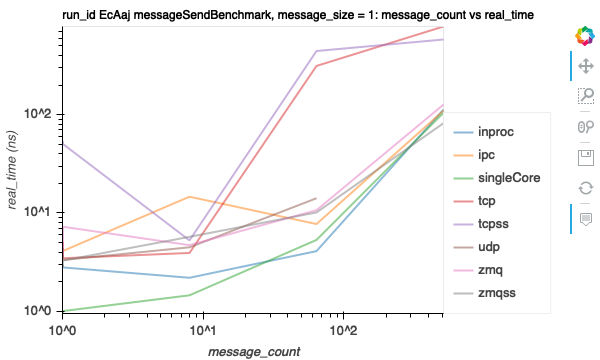 run_id EcAaj messageSendBenchmark, message_size = 1: message_count vs real_time
real_time (ns)
10^2
10^1
10^0
10^0
10^1
10^2
message_count
inproc
ipc
singleCore
tcp
tcpss
udp
zmq
zmqss